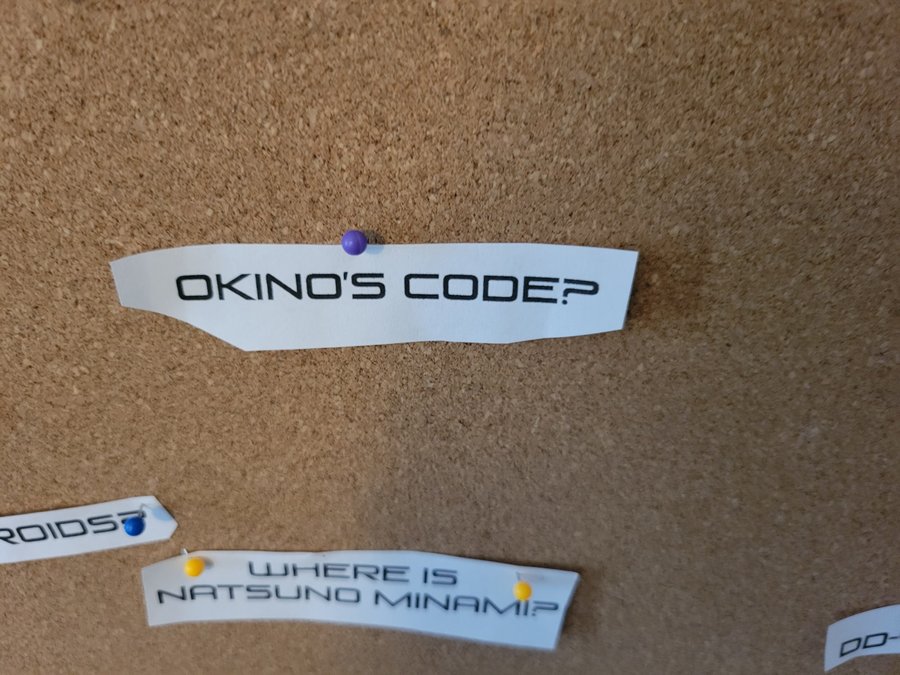 OKINO'S CODE?
ROIDS?
WHERE IS
NATSUNO MINAMI?
DD-